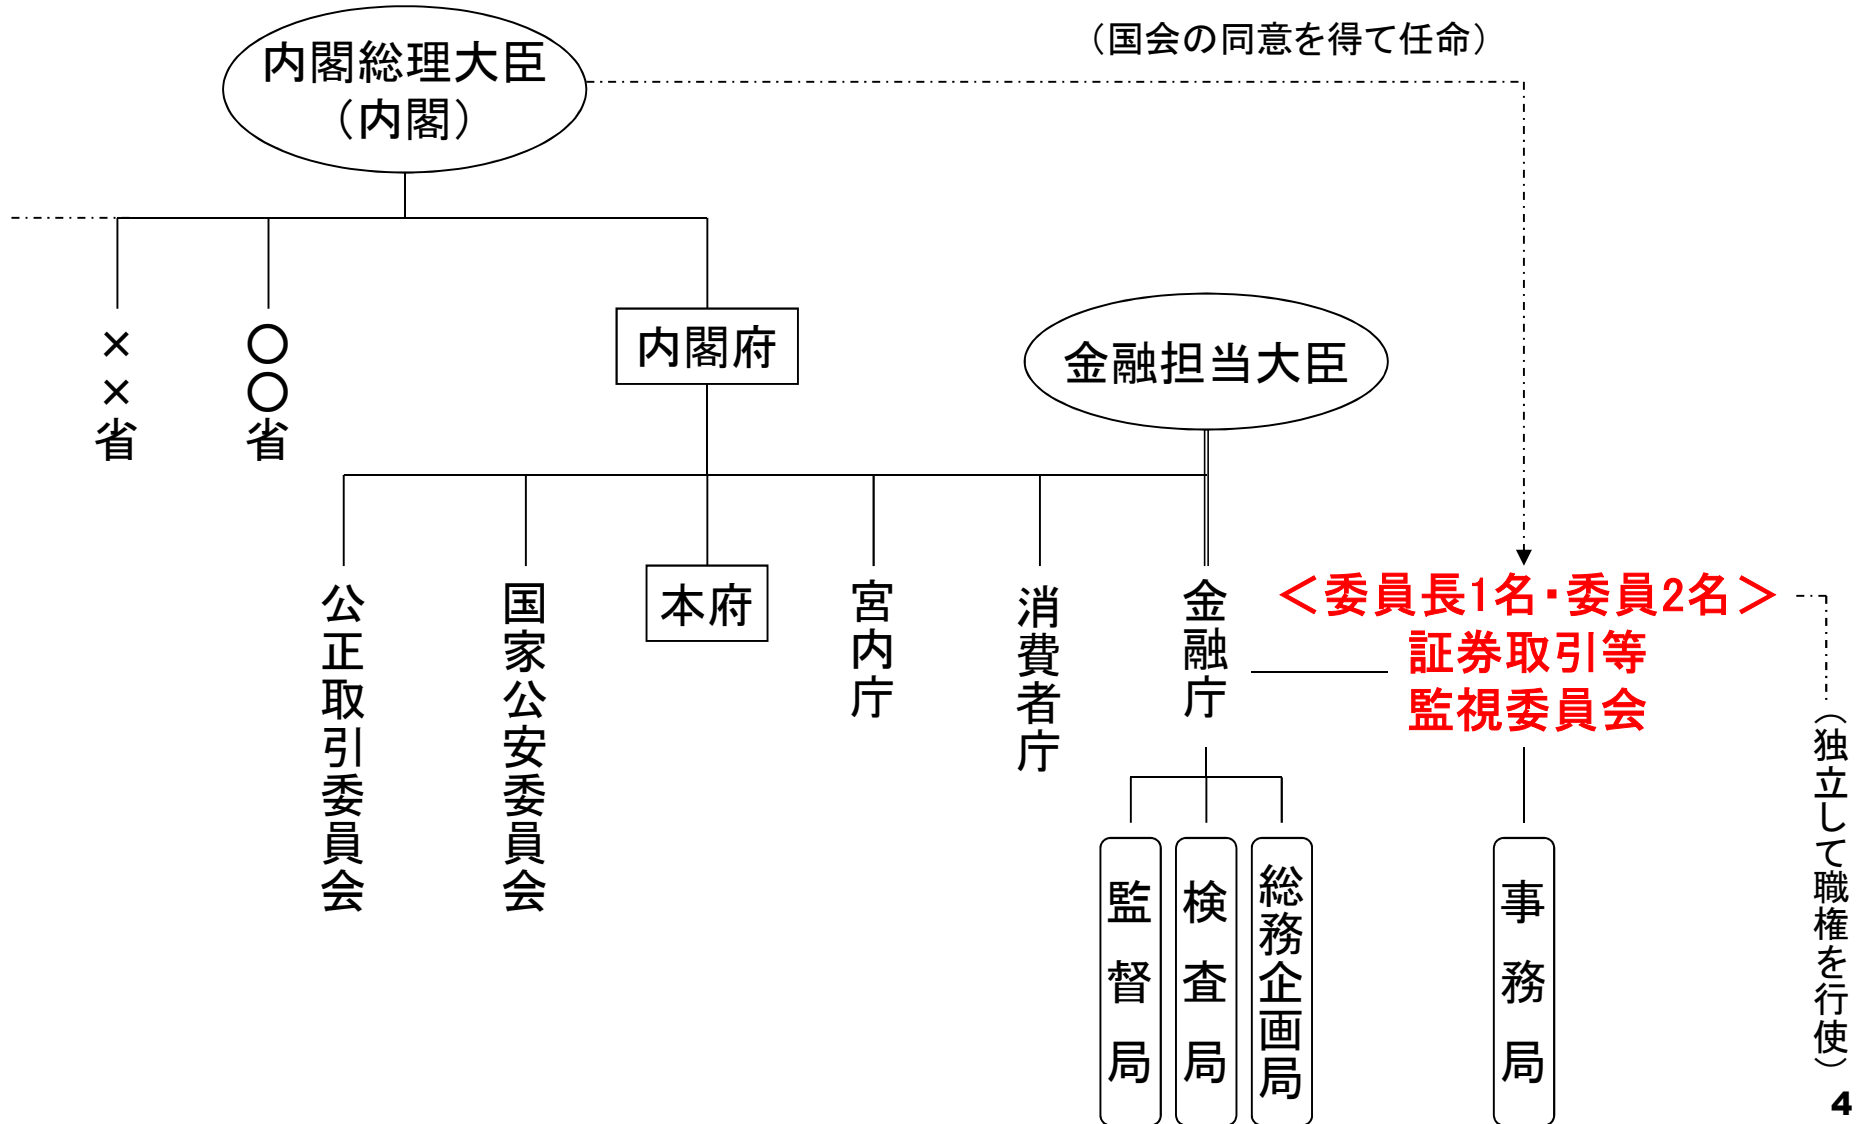 内閣総理大臣
（内閣）
（国会の同意を得て任命）
××省
〇〇省
内閣府
金融担当大臣
公正取引委員会
国家公安委員会
本府
宮内庁
消費者庁
金融庁
＜委員長1名・委員2名＞
証券取引等
監視委員会
（独立して職権を行使）
監督局
検査局
総務企画局
事務局
4